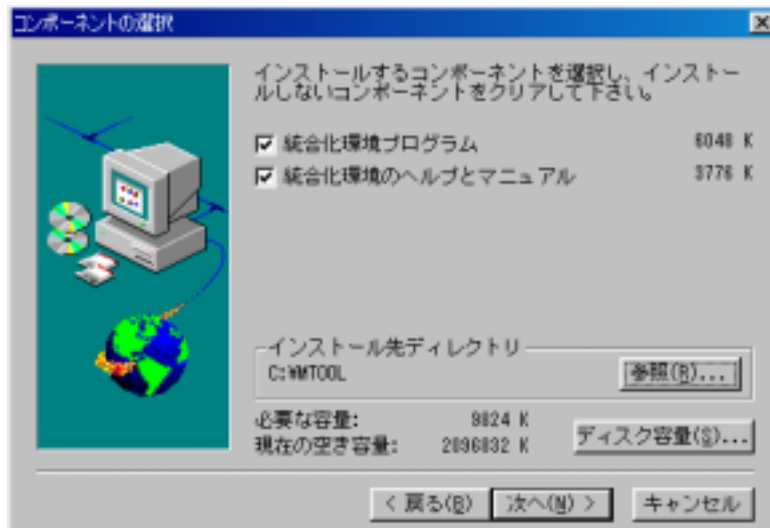 コンポーネントの選択
インストールするコンポーネントを選択し、インストー
ルしないコンポーネントをクリアして下さい。
統合化環境プログラム 6048 K
統合化環境のヘルプとマニュアル 3776 K
インストール先ディレクトリ
C:¥MTOOL
参照(R)...
必要な容量: 9824 K
現在の空き容量: 2096832 K
ディスク容量(S)...
< 戻る(B) 次へ(N) > キャンセル